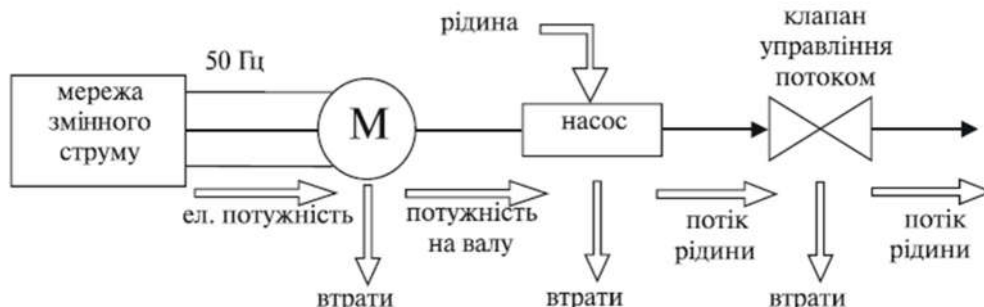 рідина
клапан
управління
потоком
50 Гц
мережа
змінного
струму
М
насос
ел. потужність
потужність
на валу
потік
рідини
потік
рідини
втрати
втрати
втрати